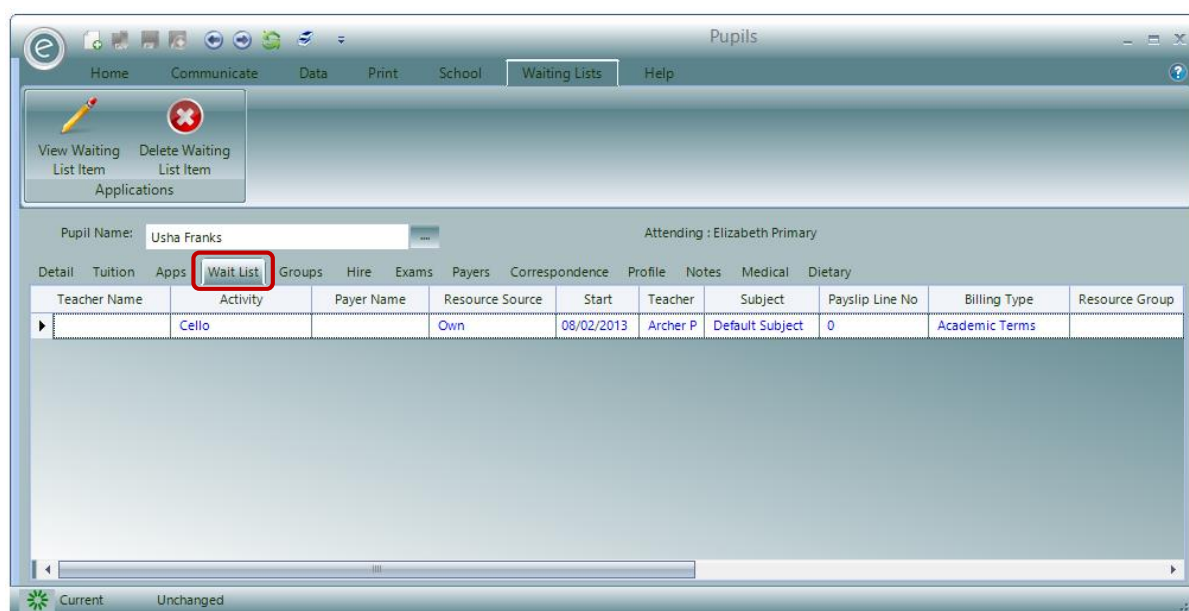 Pupils
Home Communicate Data Print School Waiting Lists Help
View Waiting List Item
Delete Waiting List Item
Applications
Pupil Name: Usha Franks ... Attending : Elizabeth Primary
Detail Tuition Apps Wait List Groups Hire Exams Payers Correspondence Profile Notes Medical Dietary
Teacher Name Activity Payer Name Resource Source Start Teacher Subject Payslip Line No Billing Type Resource Group
Cello Own 08/02/2013 Archer P Default Subject 0 Academic Terms
Current Unchanged